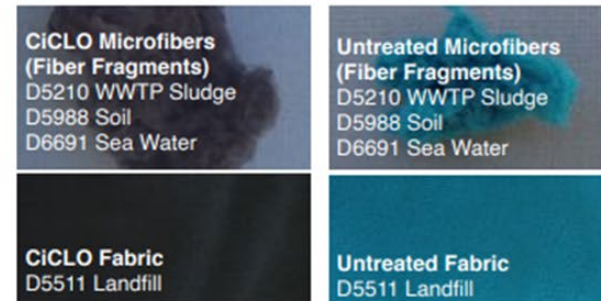 CiCLO Microfibers
(Fiber Fragments)
D5210 WWTP Sludge
D5988 Soil
D6691 Sea Water
Untreated Microfibers
(Fiber Fragments)
D5210 WWTP Sludge
D5988 Soil
D6691 Sea Water
CiCLO Fabric
D5511 Landfill
Untreated Fabric
D5511 Landfill